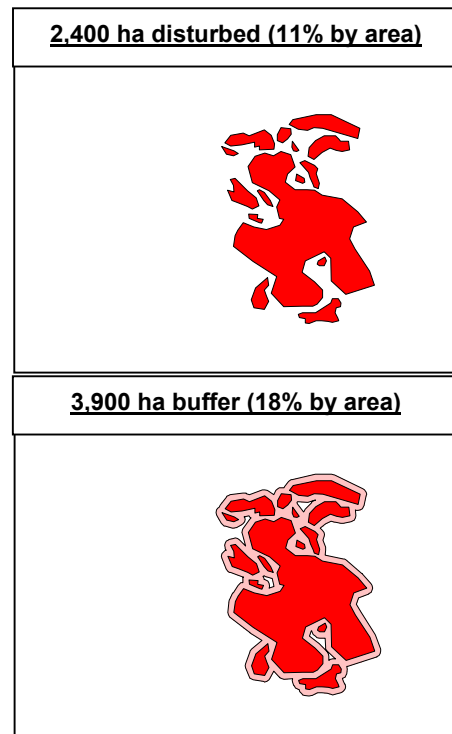 2,400 ha disturbed (11% by area)
3,900 ha buffer (18% by area)